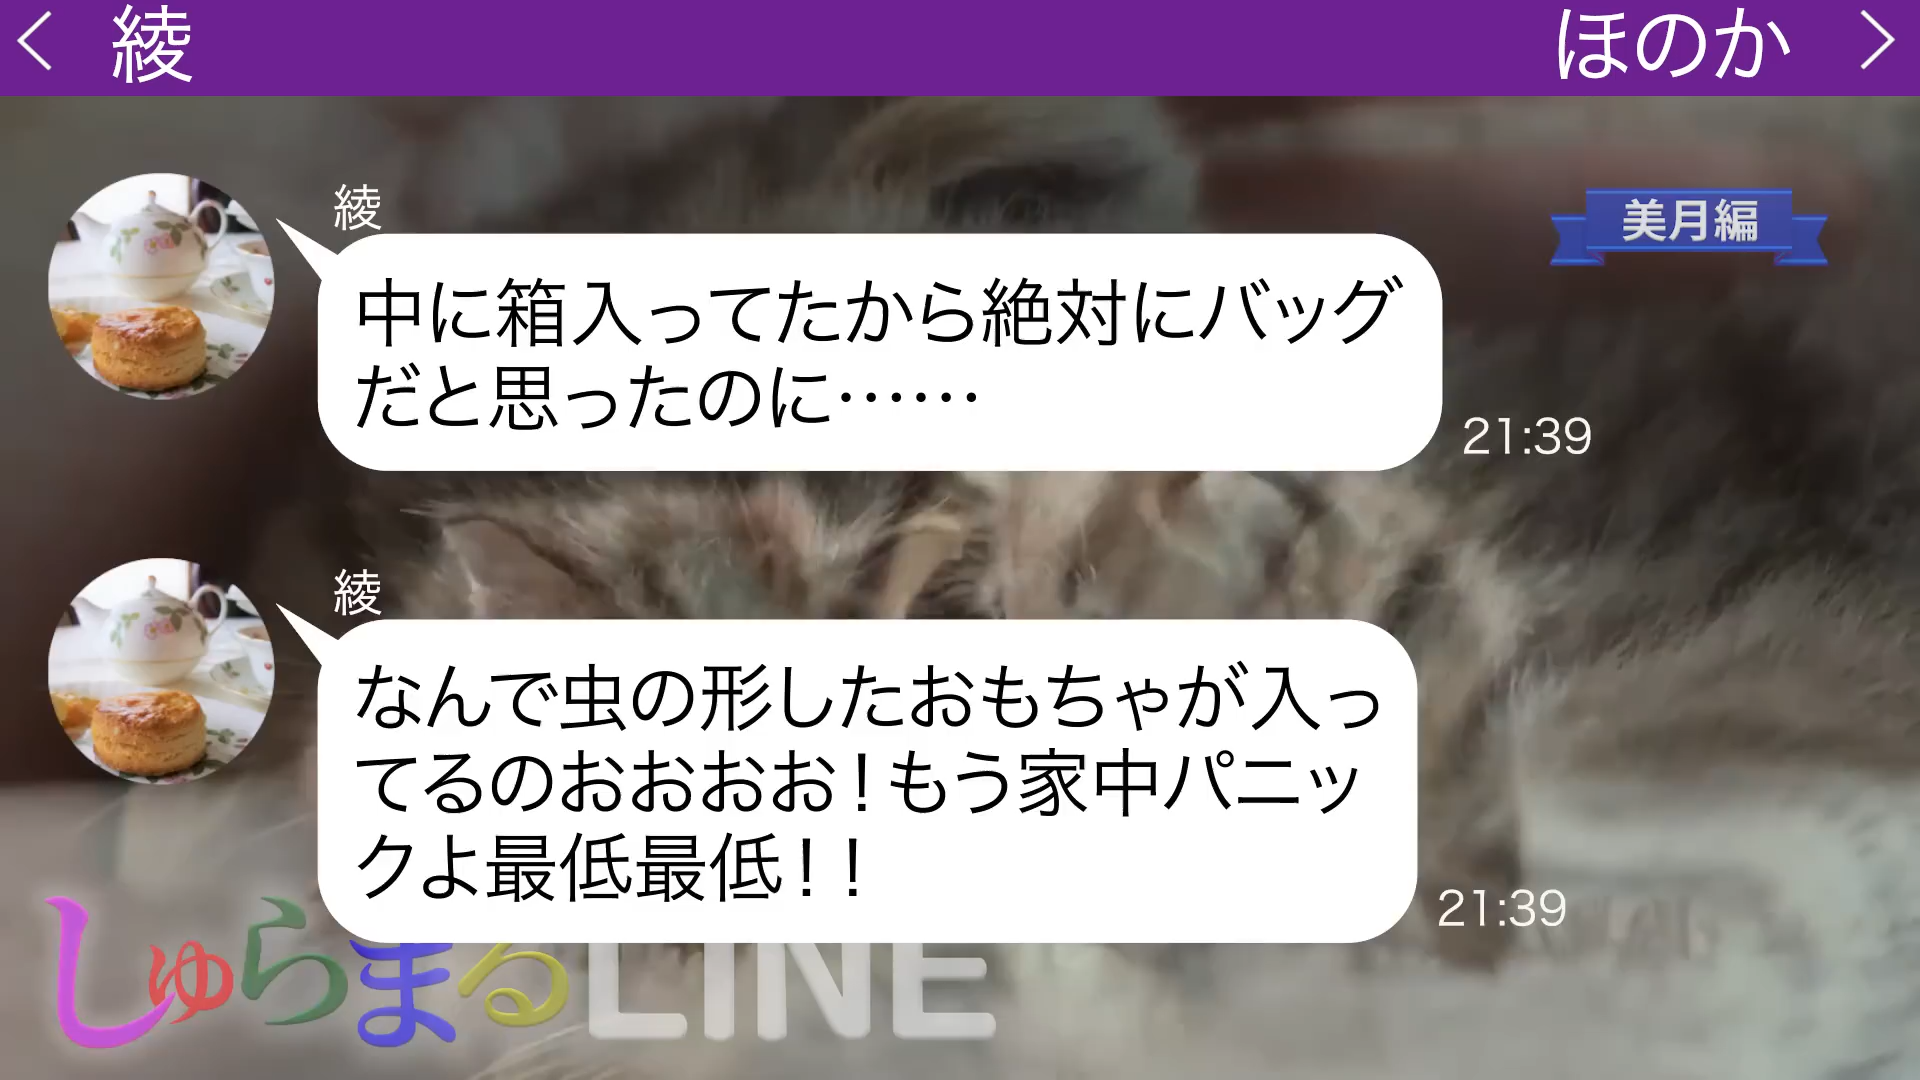 綾
ほのか
美月編
綾
中に箱入ってたから絶対にバッグ
だと思ったのに……
21:39
綾
なんで虫の形したおもちゃが入っ
てるのおおおお！もう家中パニッ
クよ最低最低！！
21:39
しゅらまるLINE